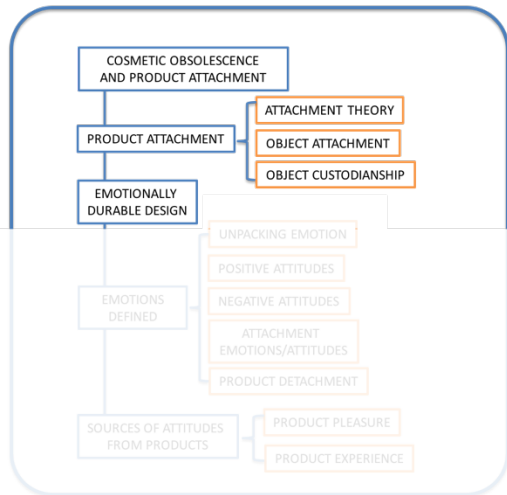 COSMETIC OBSOLESCENCE
AND PRODUCT ATTACHMENT
PRODUCT ATTACHMENT
ATTACHMENT THEORY
OBJECT ATTACHMENT
OBJECT CUSTODIANSHIP
EMOTIONALLY
DURABLE DESIGN
EMOTIONS
DEFINED
UNPACKING EMOTION
POSITIVE ATTITUDES
NEGATIVE ATTITUDES
ATTACHMENT
EMOTIONS/ATTITUDES
PRODUCT DETACHMENT
SOURCES OF ATTITUDES
FROM PRODUCTS
PRODUCT PLEASURE
PRODUCT EXPERIENCE